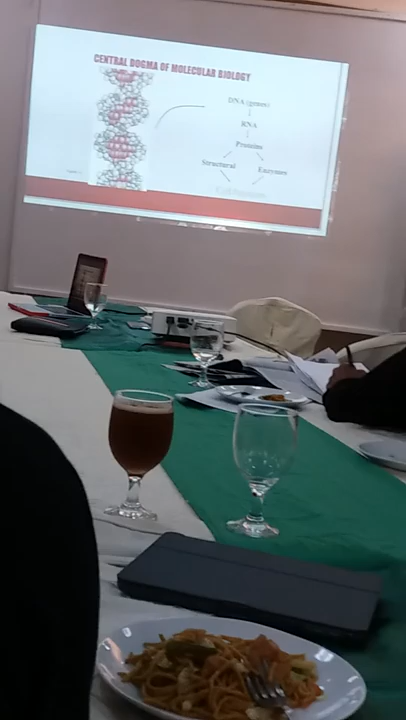 CENTRAL DOGMA OF MOLECULAR BIOLOGY
DNA (genes)
RNA
Proteins
Structural Enzymes